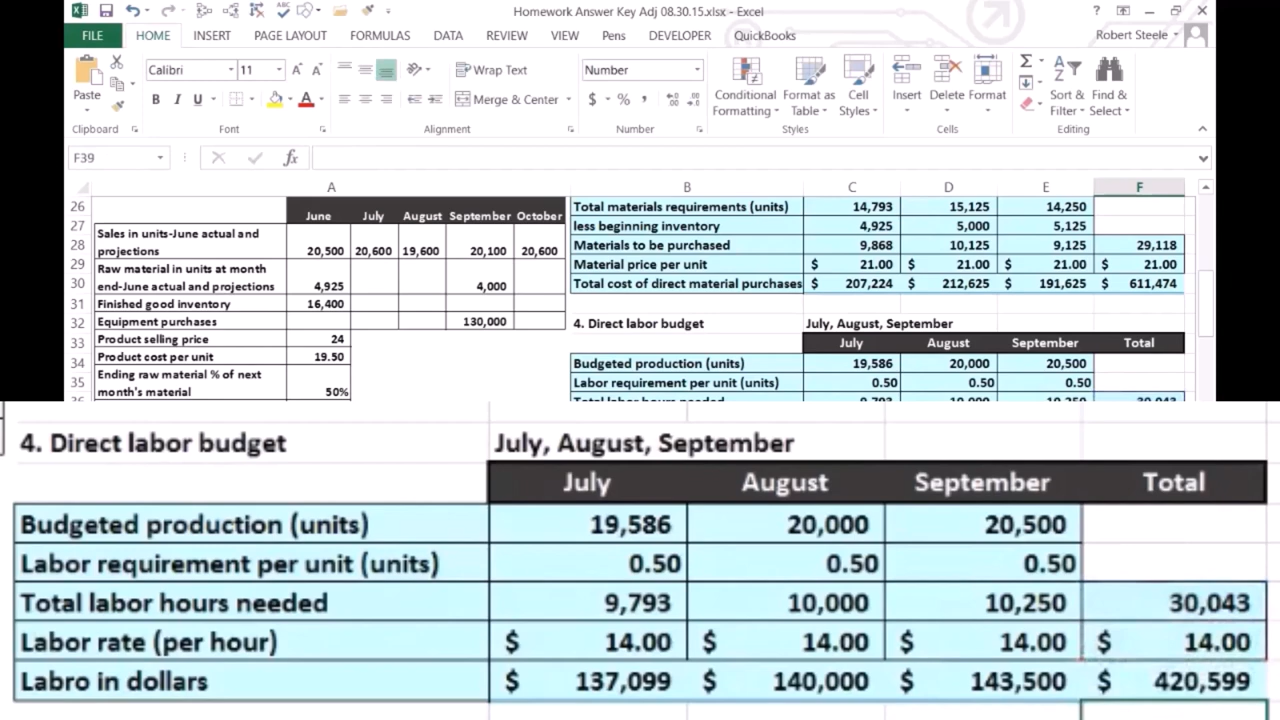 Homework Answer Key Adj 08.30.15.xlsx - Excel
?
FILE HOME INSERT PAGE LAYOUT FORMULAS DATA REVIEW VIEW Pens DEVELOPER QuickBooks Robert Steele
Paste
Calibri 11
B I U
Wrap Text
Merge & Center
Number
$ % ,
Conditional Formatting
Format as Table
Cell Styles
Insert Delete Format
Sort & Filter
Find & Select
Clipboard Font Alignment Number Styles Cells Editing
F39 fx
A B C D E F
26 Total materials requirements (units) 14,793 15,125 14,250
June July August September October
27 less beginning inventory 4,925 5,000 5,125
Sales in units-June actual and
28 projections 20,500 20,600 19,600 20,100 20,600 Materials to be purchased 9,868 10,125 9,125 29,118
29 Raw material in units at month Material price per unit $ 21.00 $ 21.00 $ 21.00 $ 21.00
30 end-June actual and projections 4,925 4,000 Total cost of direct material purchases $ 207,224 $ 212,625 $ 191,625 $ 611,474
31 Finished good inventory 16,400
32 Equipment purchases 130,000 4. Direct labor budget July, August, September
33 Product selling price 24 July August September Total
34 Product cost per unit 19.50 Budgeted production (units) 19,586 20,000 20,500
35 Ending raw material % of next Labor requirement per unit (units) 0.50 0.50 0.50
month's material 50%
4. Direct labor budget July, August, September
July August September Total
Budgeted production (units) 19,586 20,000 20,500
Labor requirement per unit (units) 0.50 0.50 0.50
Total labor hours needed 9,793 10,000 10,250 30,043
Labor rate (per hour) $ 14.00 $ 14.00 $ 14.00 $ 14.00
Labro in dollars $ 137,099 $ 140,000 $ 143,500 $ 420,599